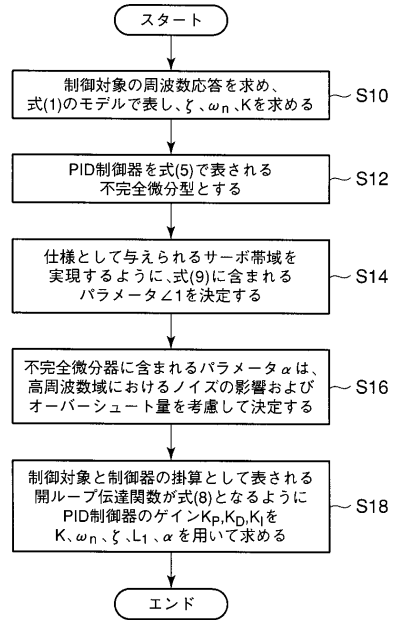 スタート
制御対象の周波数応答を求め、
式(1)のモデルで表し、ζ、ωn、Kを求める
S10
PID制御器を式(5)で表される
不完全微分型とする
S12
仕様として与えられるサーボ帯域を
実現するように、式(9)に含まれる
パラメータ∠1を決定する
S14
不完全微分器に含まれるパラメータαは、
高周波数域におけるノイズの影響および
オーバーシュート量を考慮して決定する
S16
制御対象と制御器の掛算として表される
開ループ伝達関数が式(8)となるように
PID制御器のゲインKP,KD,KIを
K、ωn、ζ、L1、αを用いて求める
S18
エンド